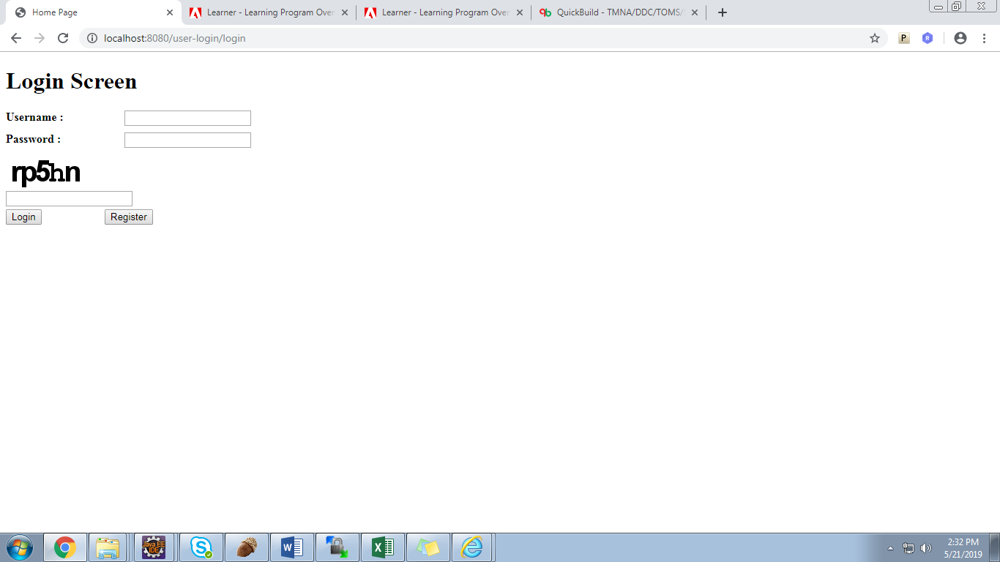 Home Page
Learner - Learning Program Over
Learner - Learning Program Over
QuickBuild - TMNA/DDC/TOMS/
localhost:8080/user-login/login
P
R
Login Screen
Username :
Password :
rp5hn
Login Register
Java EE
IDE
2:32 PM
5/21/2019